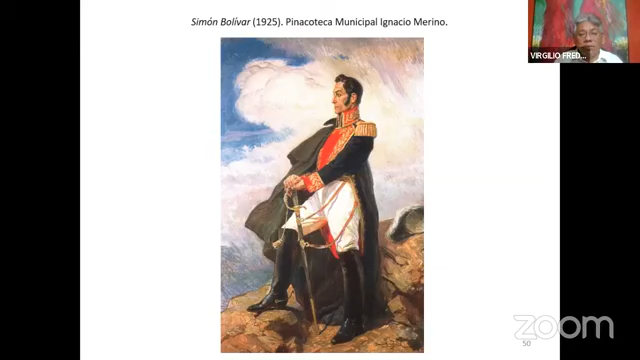 Simón Bolívar (1925). Pinacoteca Municipal Ignacio Merino.
VIRGILIO FRED...
zoom
50